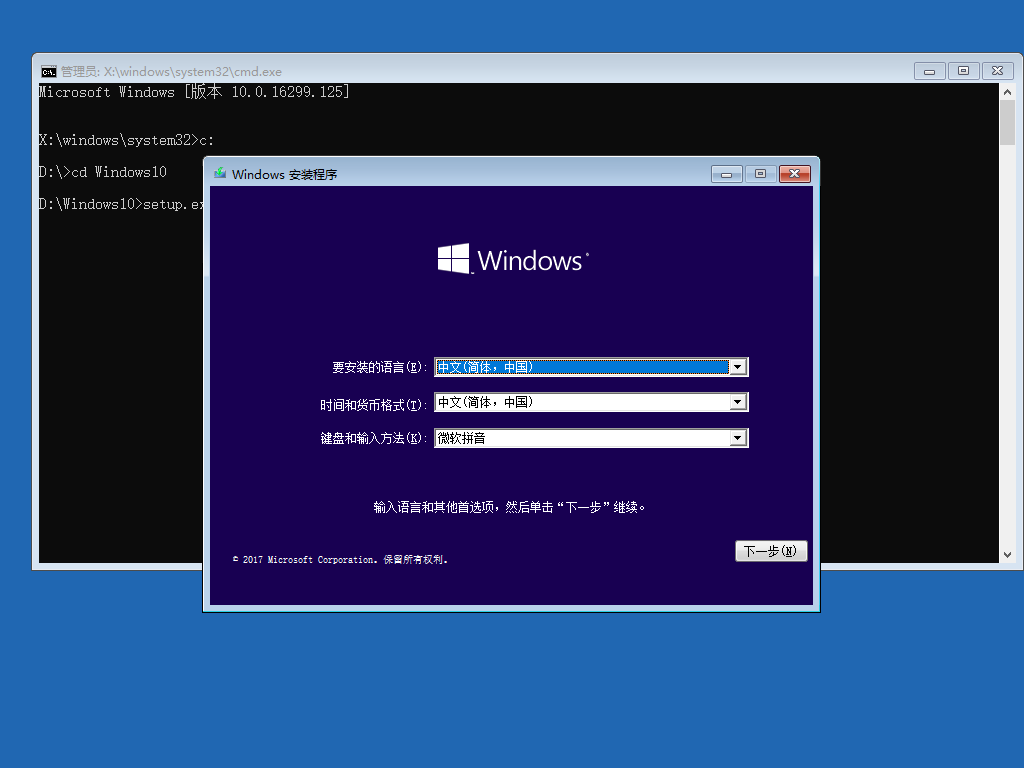 管理员: X:\windows\system32\cmd.exe
Microsoft Windows [版本 10.0.16299.125]
X:\windows\system32>c:
D:\>cd Windows10
D:\Windows10>setup.ex
Windows 安装程序
Windows
要安装的语言(E): 中文(简体，中国)
时间和货币格式(T): 中文(简体，中国)
键盘和输入方法(K): 微软拼音
输入语言和其他首选项，然后单击“下一步”继续。
© 2017 Microsoft Corporation。保留所有权利。
下一步(N)